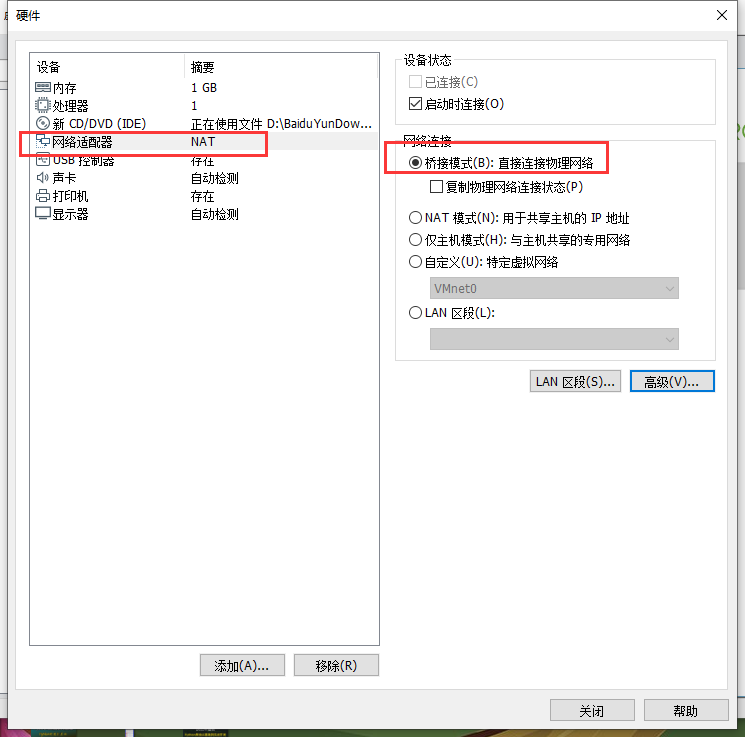 硬件
设备 摘要
内存 1 GB
处理器 1
新 CD/DVD (IDE) 正在使用文件 D:\BaiduYunDow...
网络适配器 NAT
USB 控制器 存在
声卡 自动检测
打印机 存在
显示器 自动检测
添加(A)...
移除(R)
设备状态
已连接(C)
启动时连接(O)
网络连接
桥接模式(B): 直接连接物理网络
复制物理网络连接状态(P)
NAT 模式(N): 用于共享主机的 IP 地址
仅主机模式(H): 与主机共享的专用网络
自定义(U): 特定虚拟网络
VMnet0
LAN 区段(L):
LAN 区段(S)...
高级(V)...
关闭
帮助